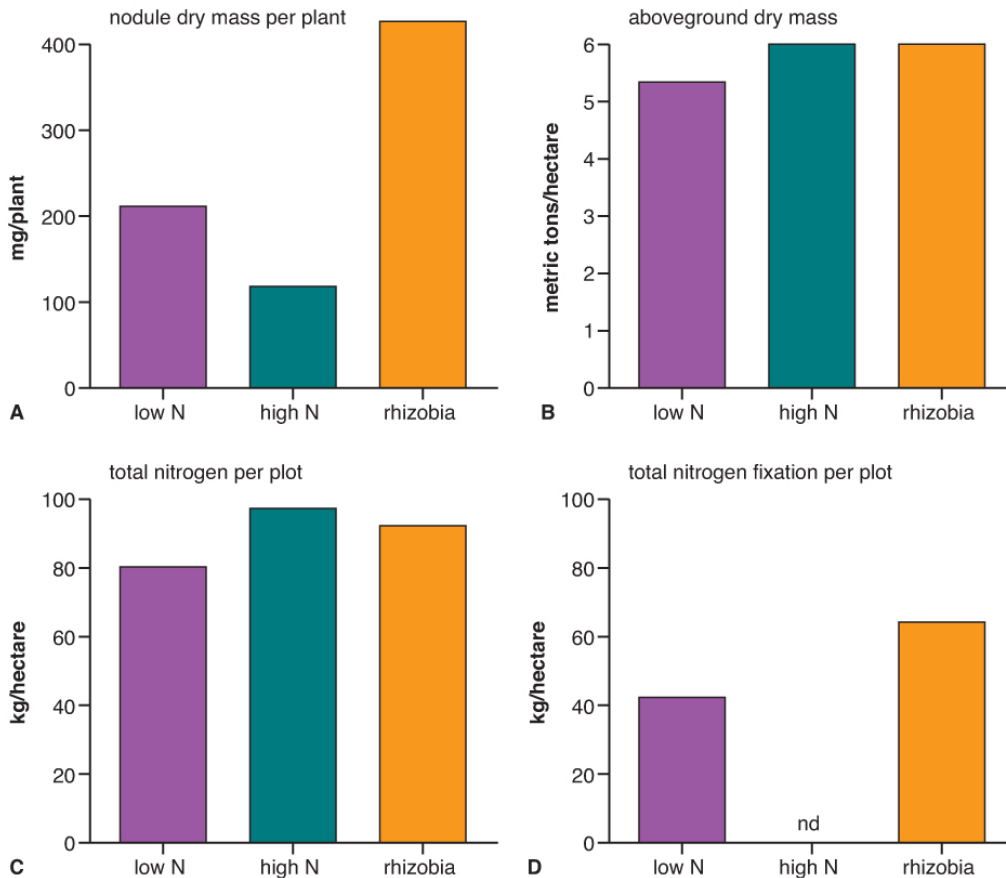 nodule dry mass per plant
mg/plant
400
300
200
100
0
low N
high N
rhizobia
A
aboveground dry mass
metric tons/hectare
6
5
4
3
2
1
0
low N
high N
rhizobia
B
total nitrogen per plot
kg/hectare
100
80
60
40
20
0
low N
high N
rhizobia
C
total nitrogen fixation per plot
kg/hectare
100
80
60
40
20
0
nd
low N
high N
rhizobia
D